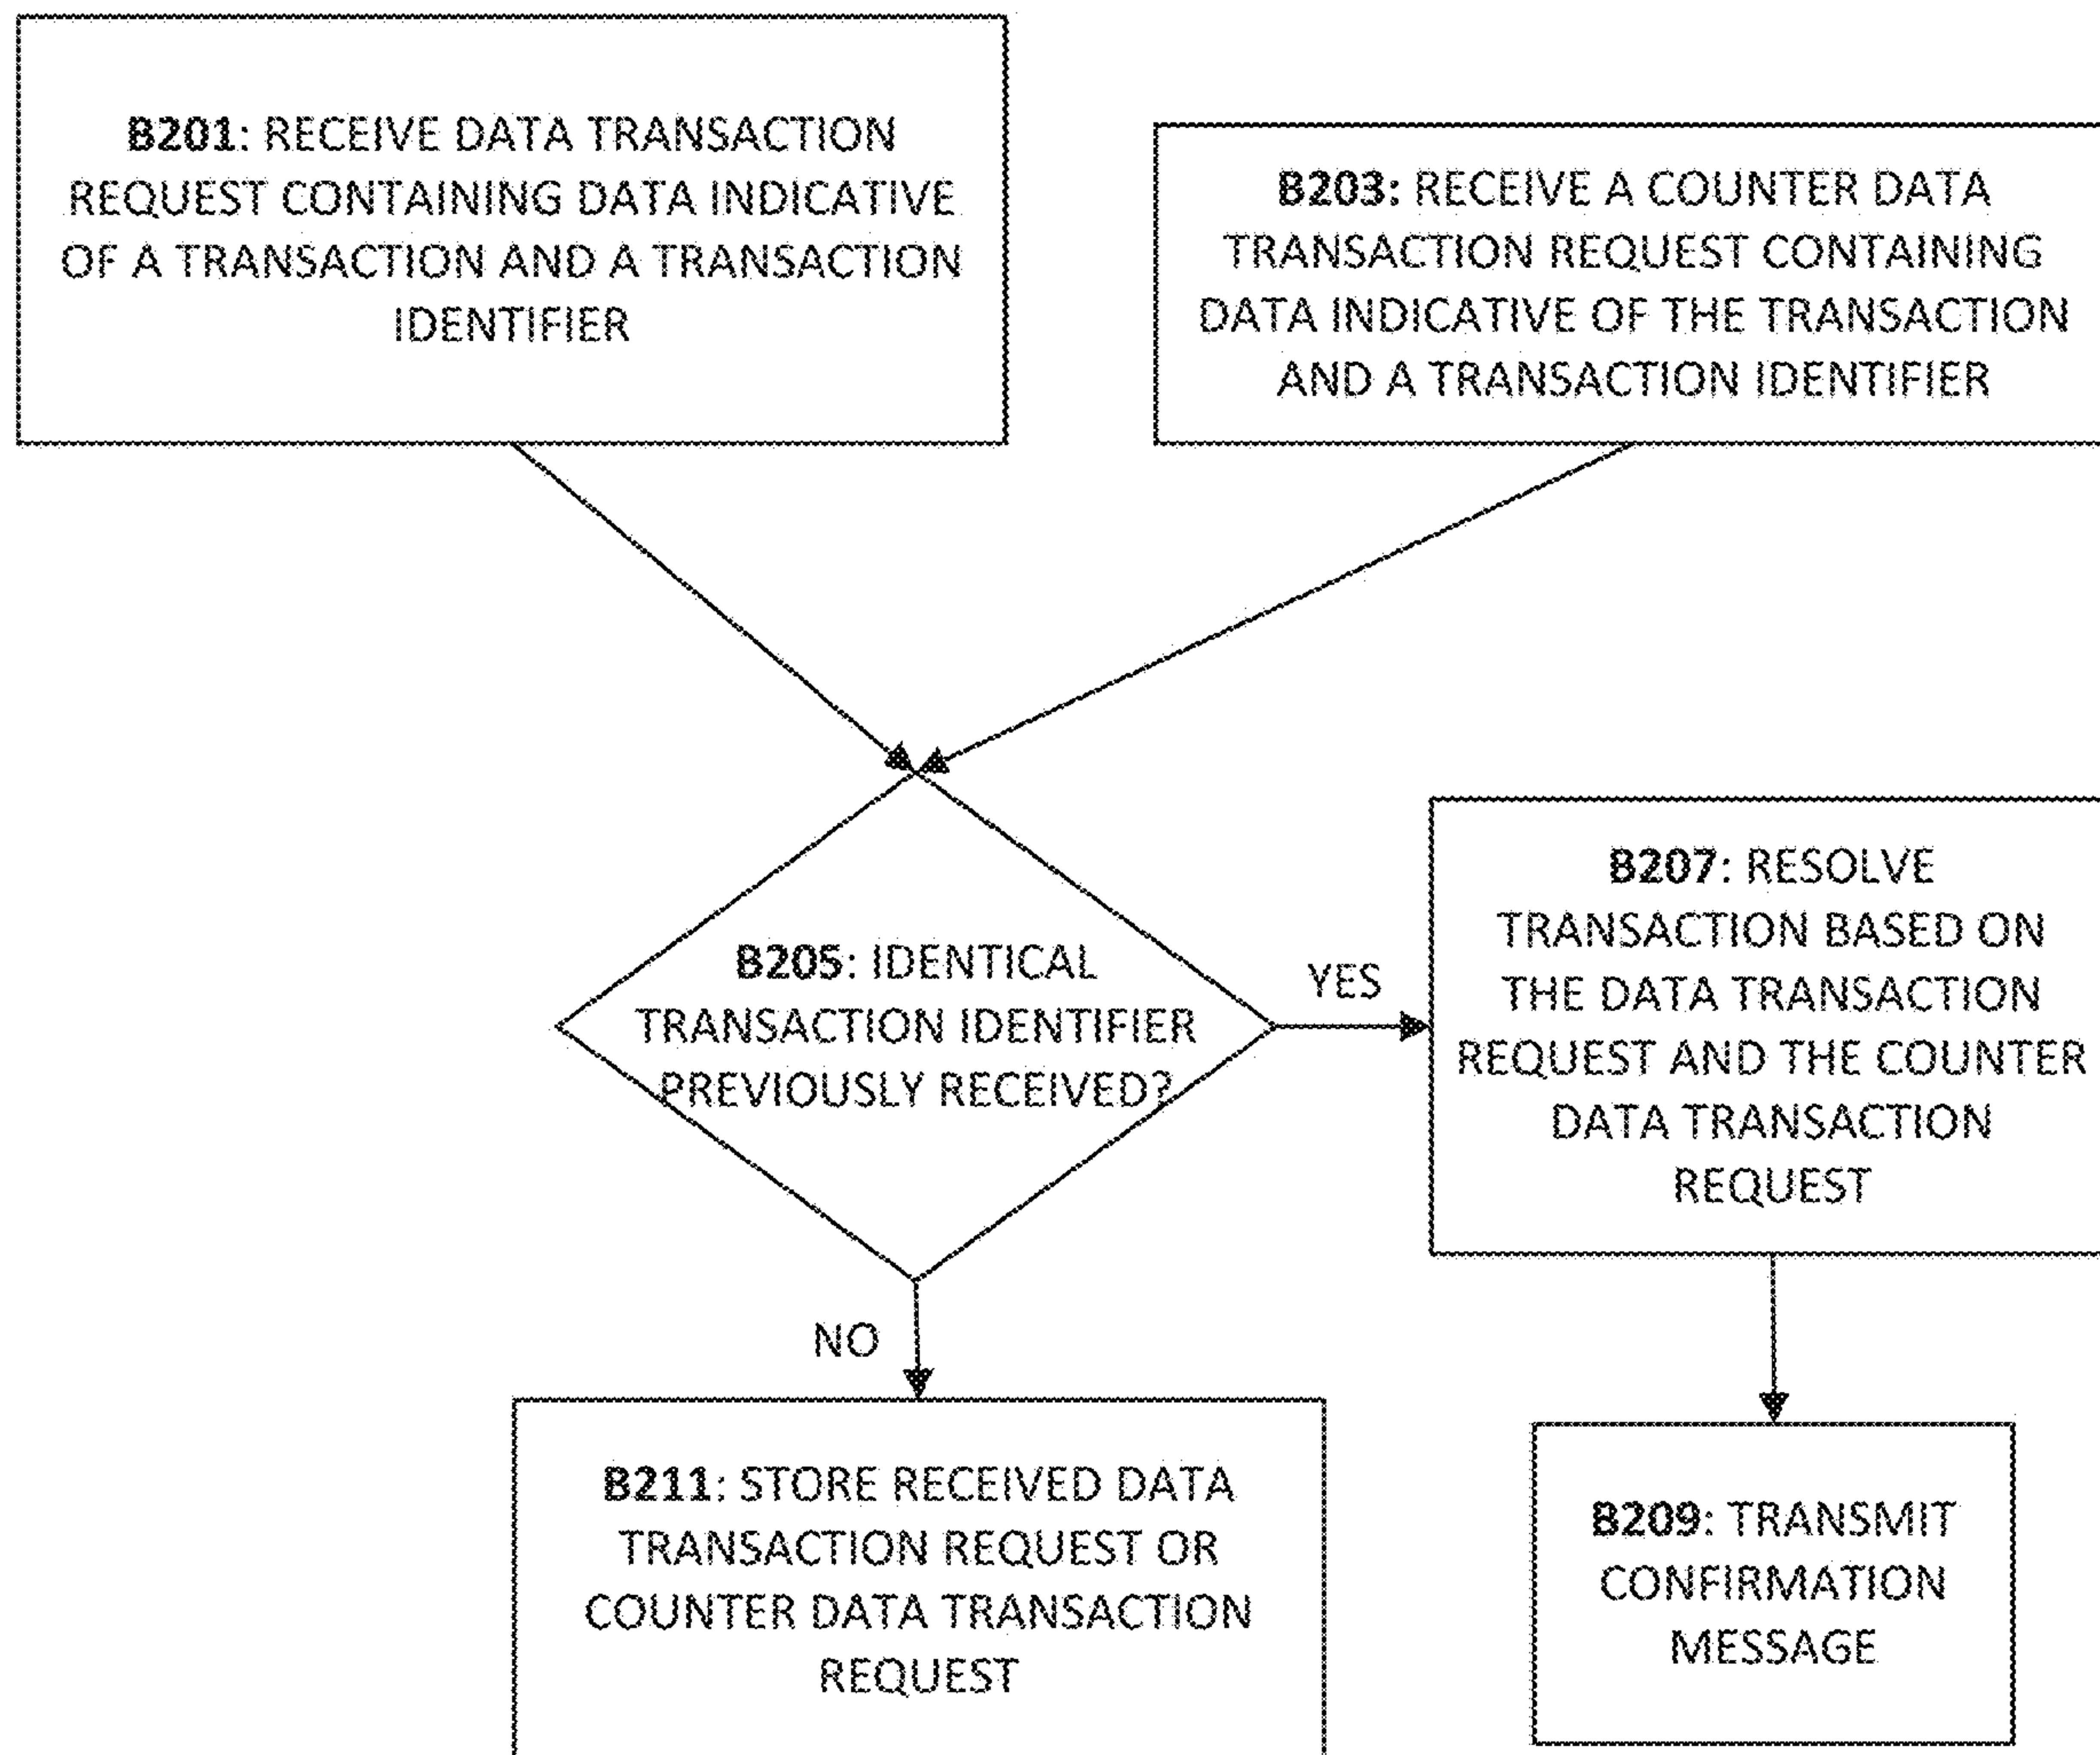 B201: RECEIVE DATA TRANSACTION
REQUEST CONTAINING DATA INDICATIVE
OF A TRANSACTION AND A TRANSACTION
IDENTIFIER
B203: RECEIVE A COUNTER DATA
TRANSACTION REQUEST CONTAINING
DATA INDICATIVE OF THE TRANSACTION
AND A TRANSACTION IDENTIFIER
B205: IDENTICAL
TRANSACTION IDENTIFIER
PREVIOUSLY RECEIVED?
YES
B207: RESOLVE
TRANSACTION BASED ON
THE DATA TRANSACTION
REQUEST AND THE COUNTER
DATA TRANSACTION
REQUEST
NO
B211: STORE RECEIVED DATA
TRANSACTION REQUEST OR
COUNTER DATA TRANSACTION
REQUEST
B209: TRANSMIT
CONFIRMATION
MESSAGE